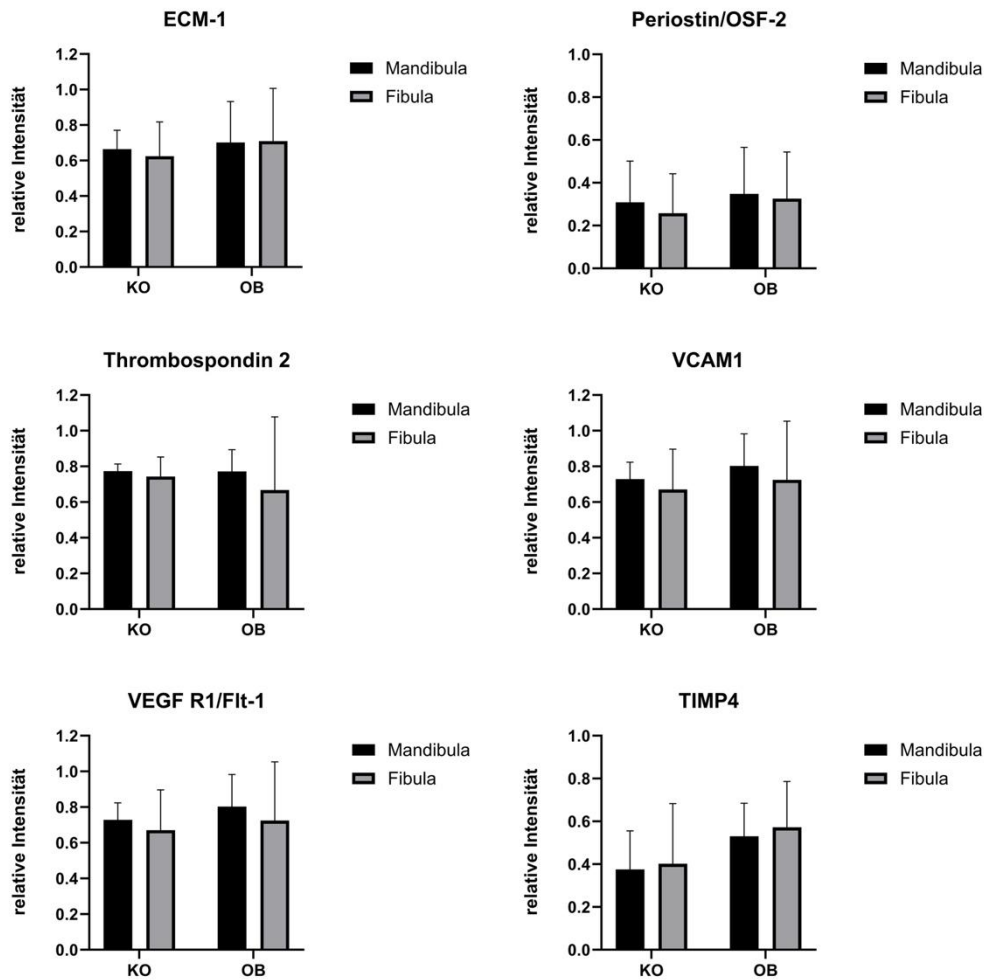 ECM-1
1.2
1.0
0.8
0.6
0.4
0.2
0.0
relative Intensität
KO OB
Mandibula
Fibula
Periostin/OSF-2
1.0
0.8
0.6
0.4
0.2
0.0
relative Intensität
KO OB
Mandibula
Fibula
Thrombospondin 2
1.2
1.0
0.8
0.6
0.4
0.2
0.0
relative Intensität
KO OB
Mandibula
Fibula
VCAM1
1.2
1.0
0.8
0.6
0.4
0.2
0.0
relative Intensität
KO OB
Mandibula
Fibula
VEGF R1/Flt-1
1.2
1.0
0.8
0.6
0.4
0.2
0.0
relative Intensität
KO OB
Mandibula
Fibula
TIMP4
1.0
0.8
0.6
0.4
0.2
0.0
relative Intensität
KO OB
Mandibula
Fibula